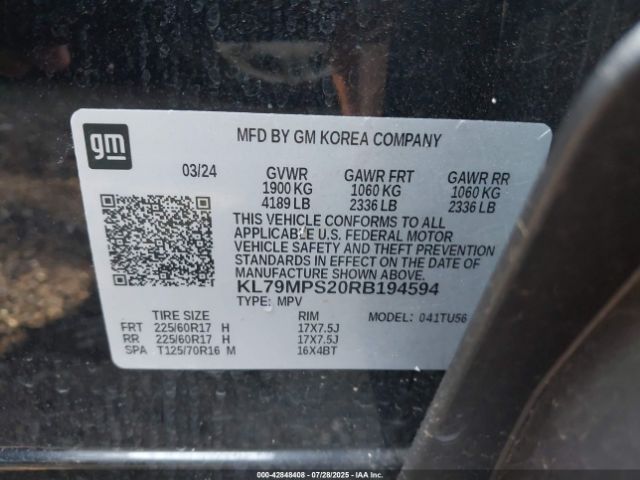 gm
MFD BY GM KOREA COMPANY
03/24 GVWR GAWR FRT GAWR RR
1900 KG 1060 KG 1060 KG
4189 LB 2336 LB 2336 LB
THIS VEHICLE CONFORMS TO ALL
APPLICABLE U.S. FEDERAL MOTOR
VEHICLE SAFETY AND THEFT PREVENTION
STANDARDS IN EFFECT ON THE DATE OF
MANUFACTURE SHOWN ABOVE.
KL79MPS20RB194594
TYPE: MPV
TIRE SIZE RIM MODEL: 041TU56
FRT 225/60R17 H 17X7.5J
RR 225/60R17 H 17X7.5J
SPA T125/70R16 M 16X4BT
000-42848408 - 07/28/2025 - IAAI.COM